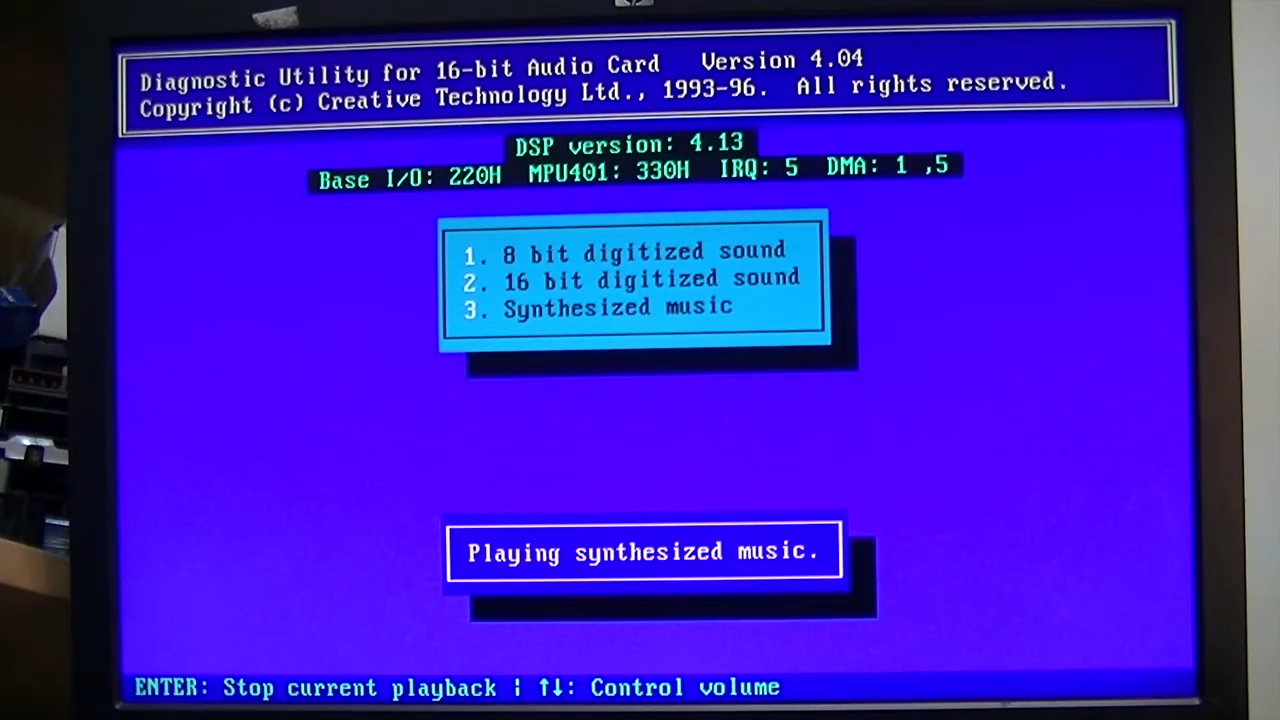 Diagnostic Utility for 16-bit Audio Card   Version 4.04
Copyright (c) Creative Technology Ltd., 1993-96.  All rights reserved.
DSP version: 4.13
Base I/O: 220H  MPU401: 330H  IRQ: 5  DMA: 1 ,5
1. 8 bit digitized sound
2. 16 bit digitized sound
3. Synthesized music
Playing synthesized music.
ENTER: Stop current playback ¦ ↑↓: Control volume